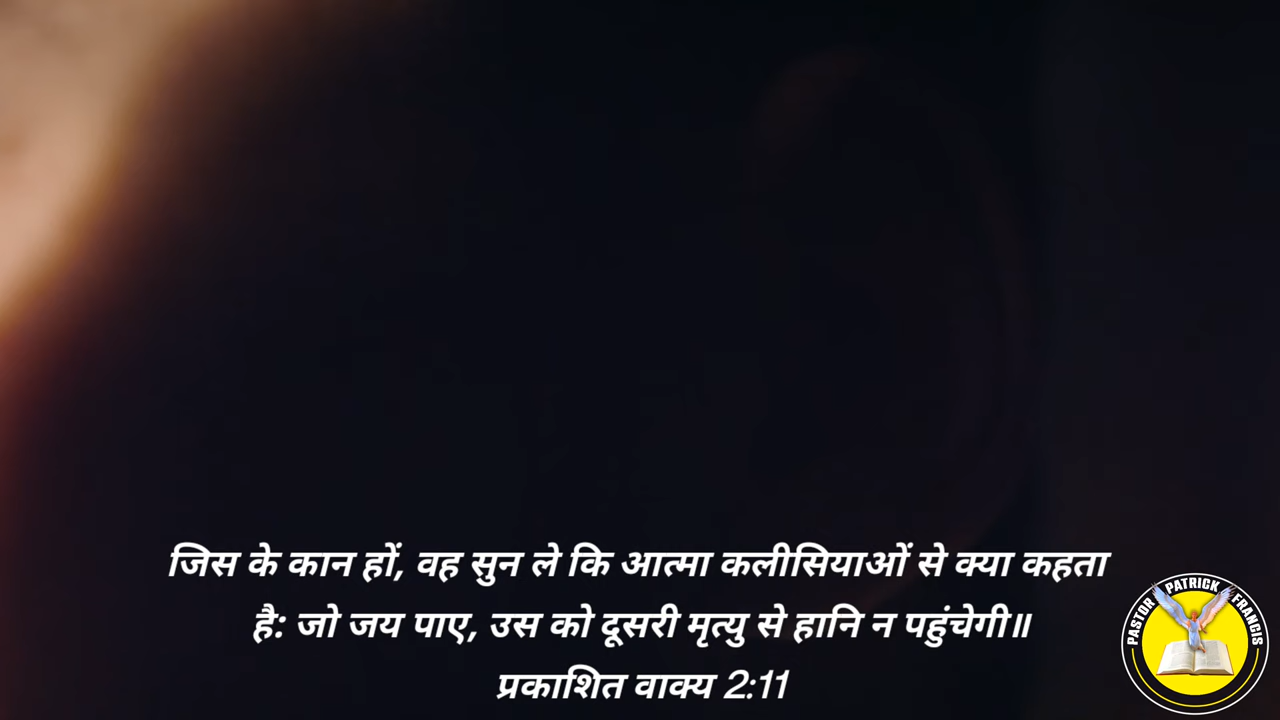 जिस के कान हों, वह सुन ले कि आत्मा कलीसियाओं से क्या कहता
है: जो जय पाए, उस को दूसरी मृत्यु से हानि न पहुंचेगी॥
प्रकाशित वाक्य 2:11
PASTOR PATRICK FRANCIS